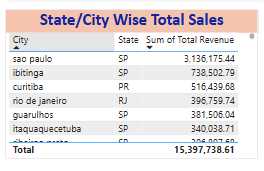 State/City Wise Total Sales
City State Sum of Total Revenue
sao paulo SP 3,136,175.44
ibitinga SP 738,502.79
curitiba PR 516,439.68
rio de janeiro RJ 396,759.74
guarulhos SP 381,506.04
itaquaquecetuba SP 340,038.71
Total 15,397,738.61